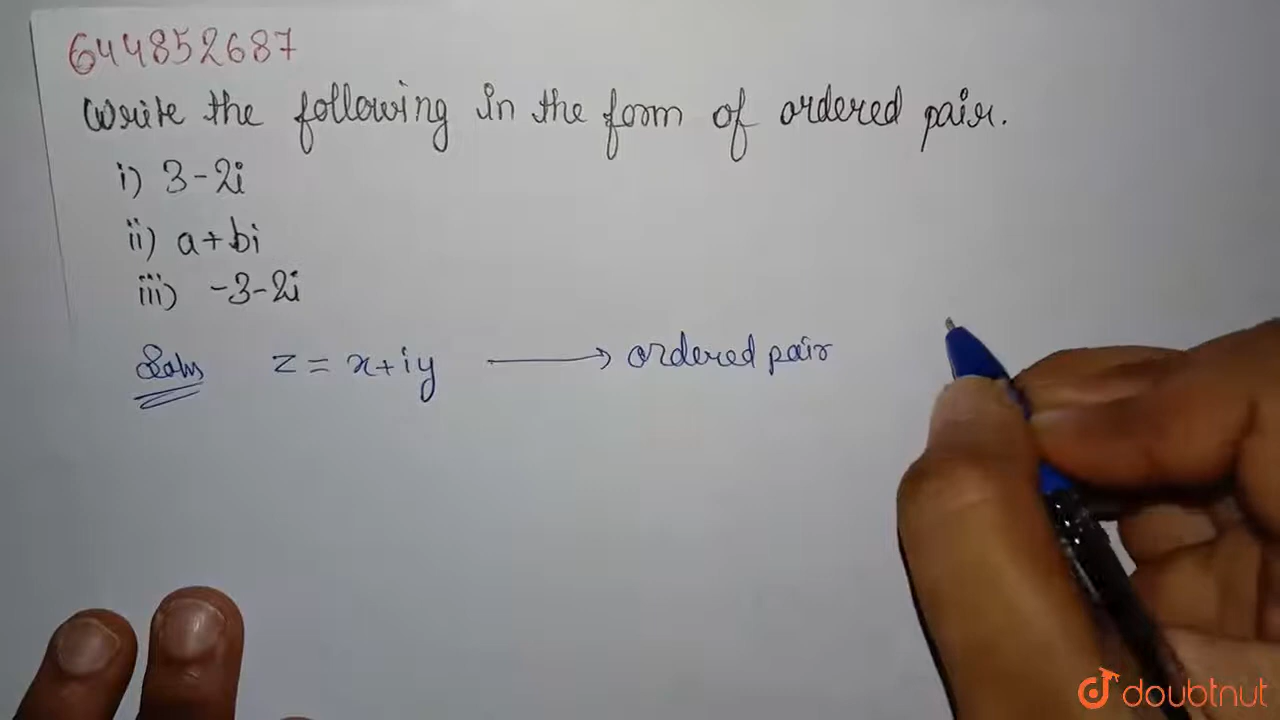 644852687
Write the following in the form of ordered pair.
i) 3-2i
ii) a+bi
iii) -3-2i
Soln z = x+iy → ordered pair
doubtnut